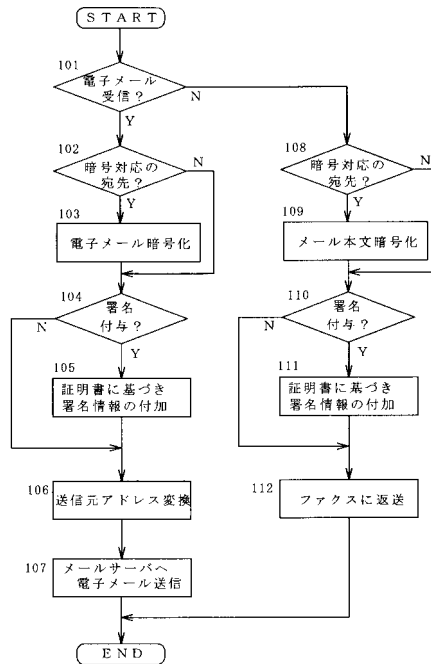 START
101
電子メール
受信?
N
Y
102
暗号対応の
宛先?
N
Y
103
電子メール暗号化
104
署名
付与?
N
Y
105
証明書に基づき
署名情報の付加
106
送信元アドレス変換
107
メールサーバへ
電子メール送信
END
108
暗号対応の
宛先?
N
Y
109
メール本文暗号化
110
署名
付与?
N
Y
111
証明書に基づき
署名情報の付加
112
ファクスに返送